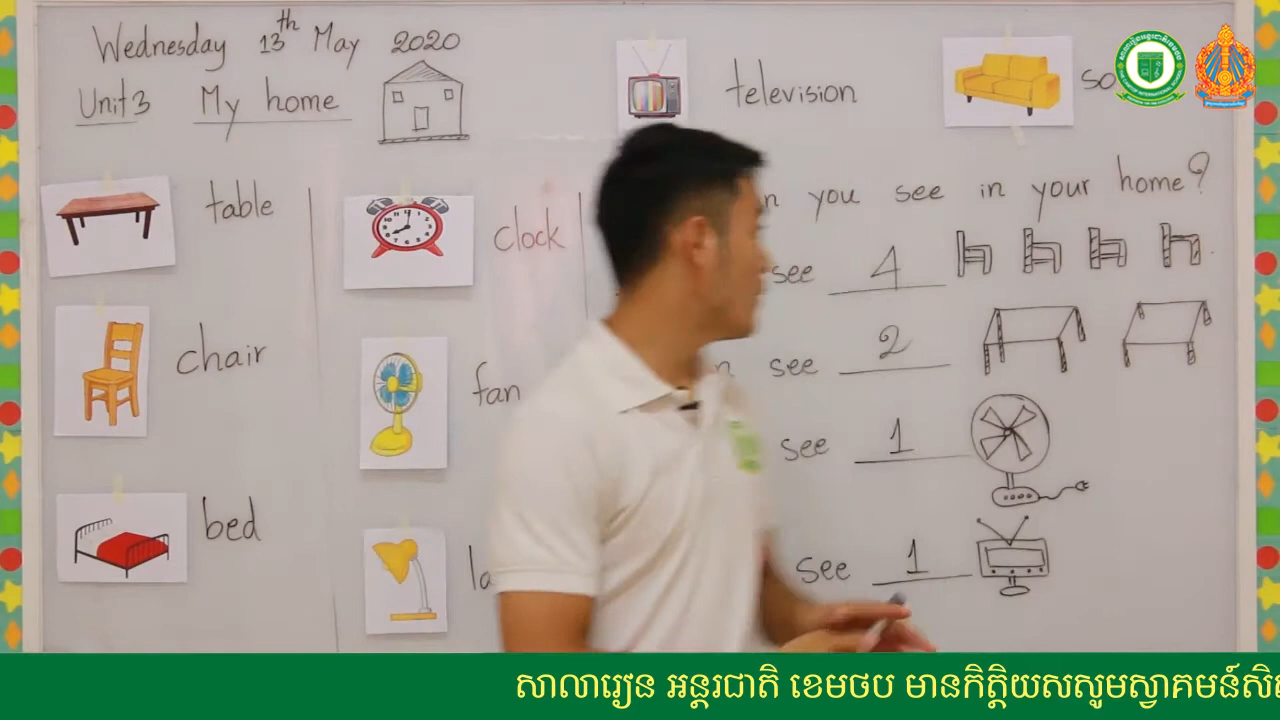 Wednesday 13th May 2020
Unit 3 My home
television
so
table
clock
you see in your home?
see 4
chair
fan
see 2
see 1
bed
see 1
សាលារៀន អន្តរជាតិ ខេមថប មានកិត្តិយសសូមស្វាគមន៍